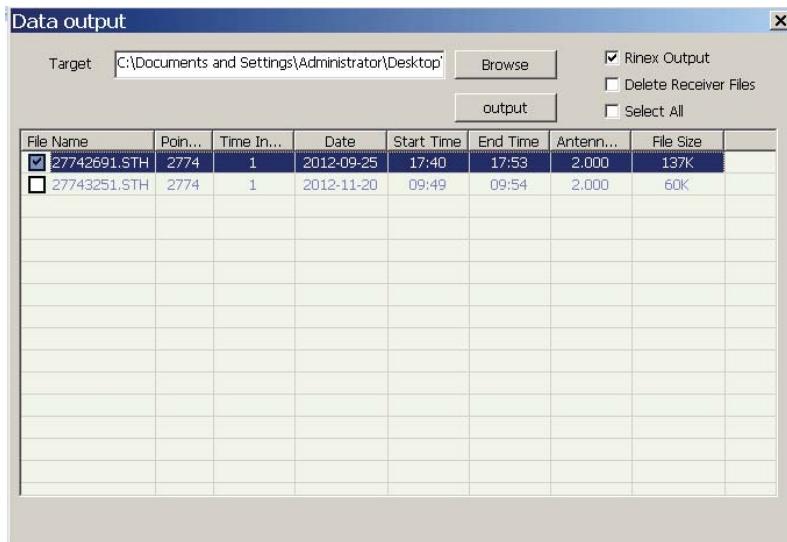 Data output
Target C:\Documents and Settings\Administrator\Desktop' Browse
Rinex Output
Delete Receiver Files
output
Select All
File Name Poin... Time In... Date Start Time End Time Antenn... File Size
27742691.STH 2774 1 2012-09-25 17:40 17:53 2.000 137K
27743251.STH 2774 1 2012-11-20 09:49 09:54 2.000 60K